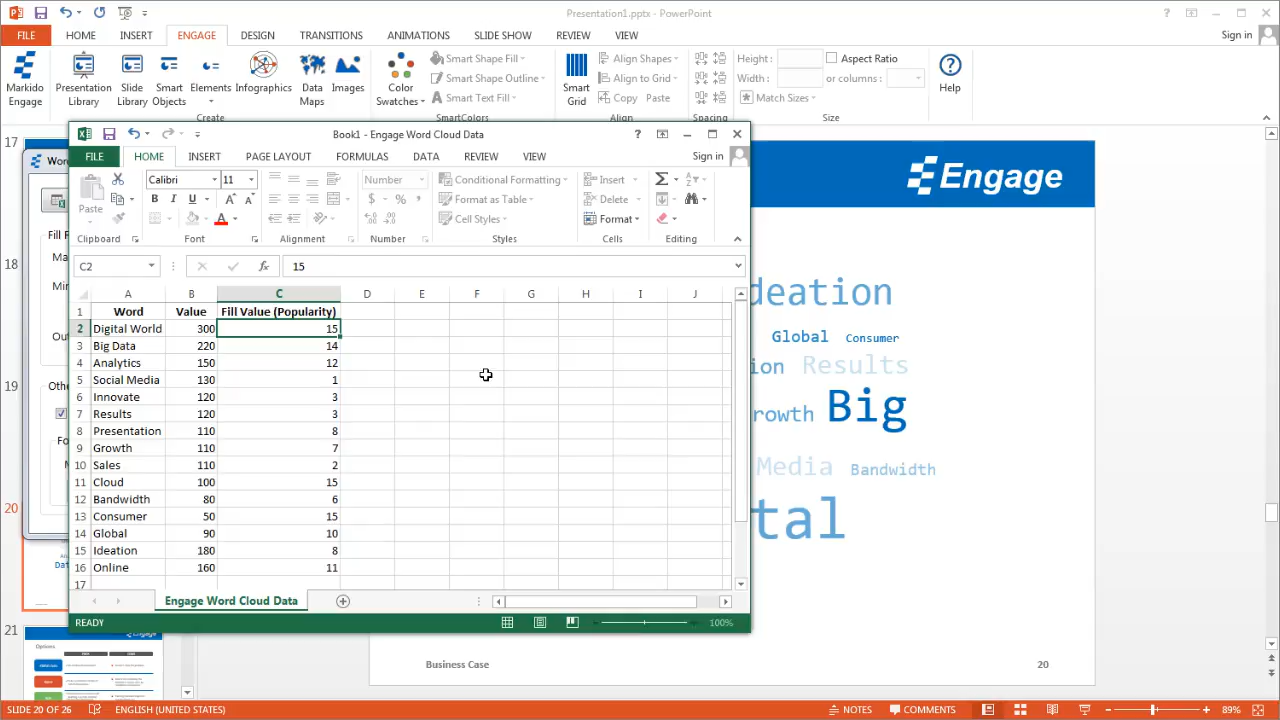 Presentation1.pptx - PowerPoint
?
FILE HOME INSERT ENGAGE DESIGN TRANSITIONS ANIMATIONS SLIDE SHOW REVIEW VIEW Sign in
Markido Engage
Presentation Library
Slide Library
Smart Objects
Elements
Infographics
Data Maps
Images
Create
Color Swatches
Smart Shape Fill
Smart Shape Outline
Smart Text Fill
SmartColors
Smart Grid
Align Shapes
Align to Grid
Copy Paste
Align
Spacing
Height:
Width:
Aspect Ratio
or columns:
Match Sizes
Size
Help
Book1 - Engage Word Cloud Data
?
FILE HOME INSERT PAGE LAYOUT FORMULAS DATA REVIEW VIEW Sign in
Paste
Clipboard
Calibri 11
B I U
Font
Alignment
Number
$ % ,
Number
Conditional Formatting
Format as Table
Cell Styles
Styles
Insert
Delete
Format
Cells
Editing
C2 fx 15
A B C D E F G H I J
1 Word Value Fill Value (Popularity)
2 Digital World 300 15
3 Big Data 220 14
4 Analytics 150 12
5 Social Media 130 1
6 Innovate 120 3
7 Results 120 3
8 Presentation 110 8
9 Growth 110 7
10 Sales 110 2
11 Cloud 100 15
12 Bandwidth 80 6
13 Consumer 50 15
14 Global 90 10
15 Ideation 180 8
16 Online 160 11
17
Engage Word Cloud Data
READY 100%
17
18
19
20
21
Wor
Fill R
Ma
Mir
Out
Othe
Fo
Engage
Options
Engage
deation
Global Consumer
ion Results
rowth Big
Media Bandwidth
tal
Business Case 20
SLIDE 20 OF 26 ENGLISH (UNITED STATES) NOTES COMMENTS 89%